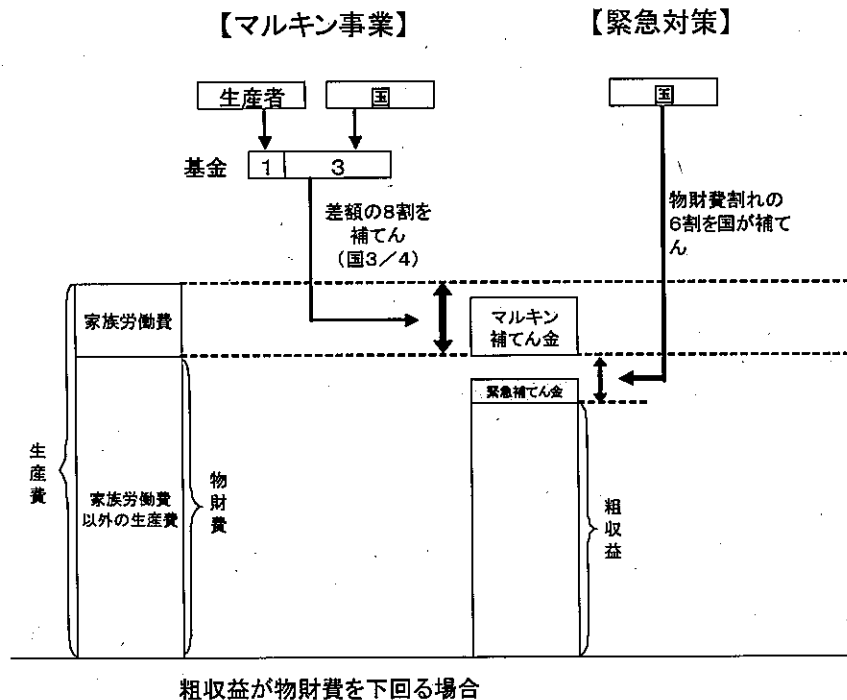 【マルキン事業】
【緊急対策】
生産者
国
国
基金
1
3
差額の8割を
補てん
(国3/4)
物財費割れの
6割を国が補て
ん
家族労働費
マルキン
補てん金
緊急補てん金
生産費
家族労働費
以外の生産費
物財費
粗収益
粗収益が物財費を下回る場合